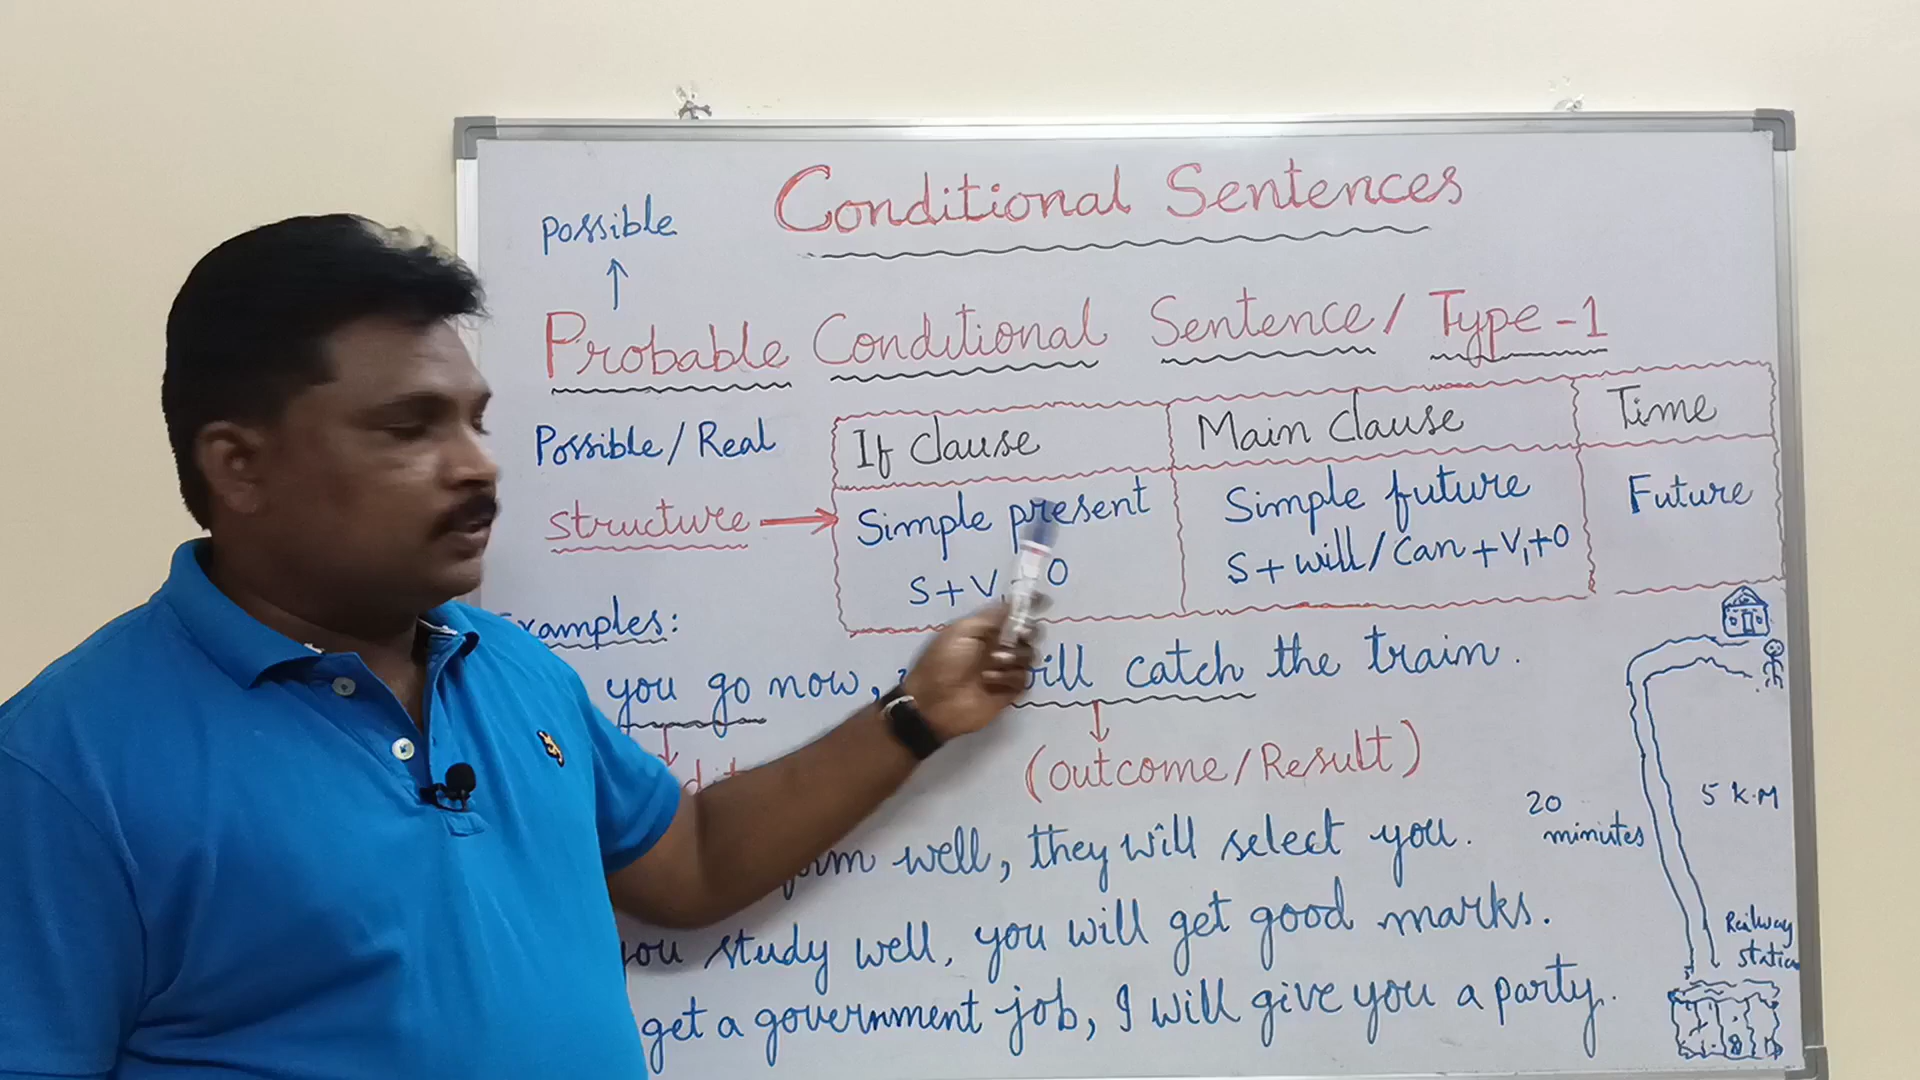 Conditional Sentences
possible
Probable Conditional Sentence / Type -1
Possible / Real
If clause Main clause Time
structure
Simple present Simple future Future
S + V O S + will / can + V1 + O
Examples:
you go now, will catch the train.
(outcome / Result)
20 minutes
5 K.M
well, they will select you.
you study well, you will get good marks.
Railway station
get a government job, I will give you a party.